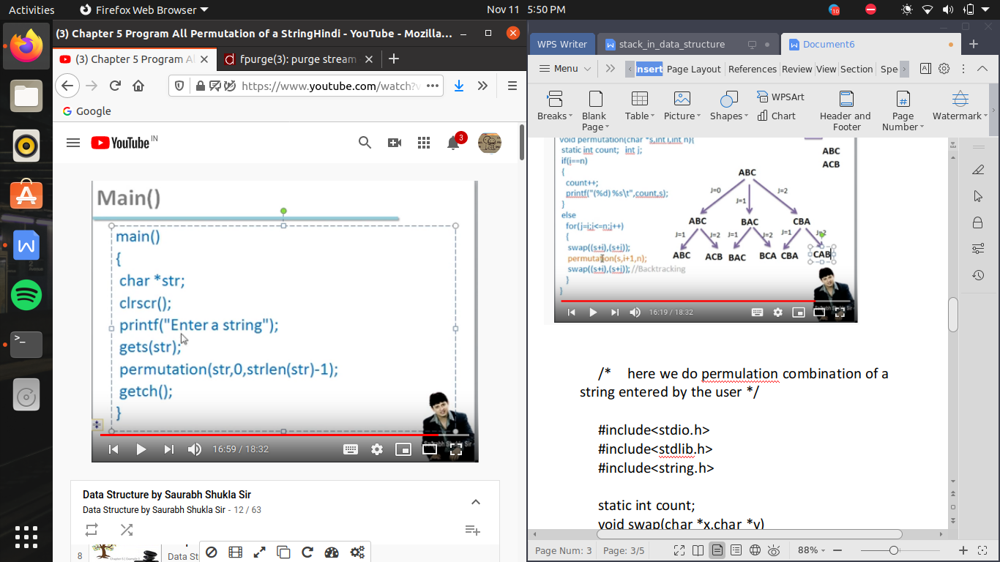 Activities
Firefox Web Browser
Nov 11 5:50 PM
10
(3) Chapter 5 Program All Permutation of a StringHindi - YouTube - Mozilla...
(3) Chapter 5 Program Al
fpurge(3): purge stream
https://www.youtube.com/watch?v
Google
YouTube IN
3
Main()
main()
{
char *str;
clrscr();
printf("Enter a string");
gets(str);
permutation(str,0,strlen(str)-1);
getch();
}
16:59 / 18:32
Data Structure by Saurabh Shukla Sir
Data Structure by Saurabh Shukla Sir - 12 / 63
8
Data St
WPS Writer
stack_in_data_structure
Document6
Menu
Insert
Page Layout
References
Review
View
Section
Spe
Breaks
Blank Page
Table
Picture
Shapes
WPSArt
Chart
Header and Footer
Page Number
Watermark
void permutation(char *s,int i,int n){
static int count; int j;
if(i==n)
{
count++;
printf("(%d) %s\t",count,s);
}
else
for(j=i;j<=n;j++)
{
swap((s+i),(s+j));
permutation(s,i+1,n);
swap((s+i),(s+j)); //Backtracking
}
}
ABC
ACB
ABC
J=0
J=1
J=2
ABC
BAC
CBA
J=1
J=2
J=1
J=2
J=1
J=2
ABC
ACB
BAC
BCA
CBA
CAB
16:19 / 18:32
/* here we do permulation combination of a
string entered by the user */
#include<stdio.h>
#include<stdlib.h>
#include<string.h>
static int count;
void swap(char *x,char *y)
Page Num: 3
Page: 3/5
88%